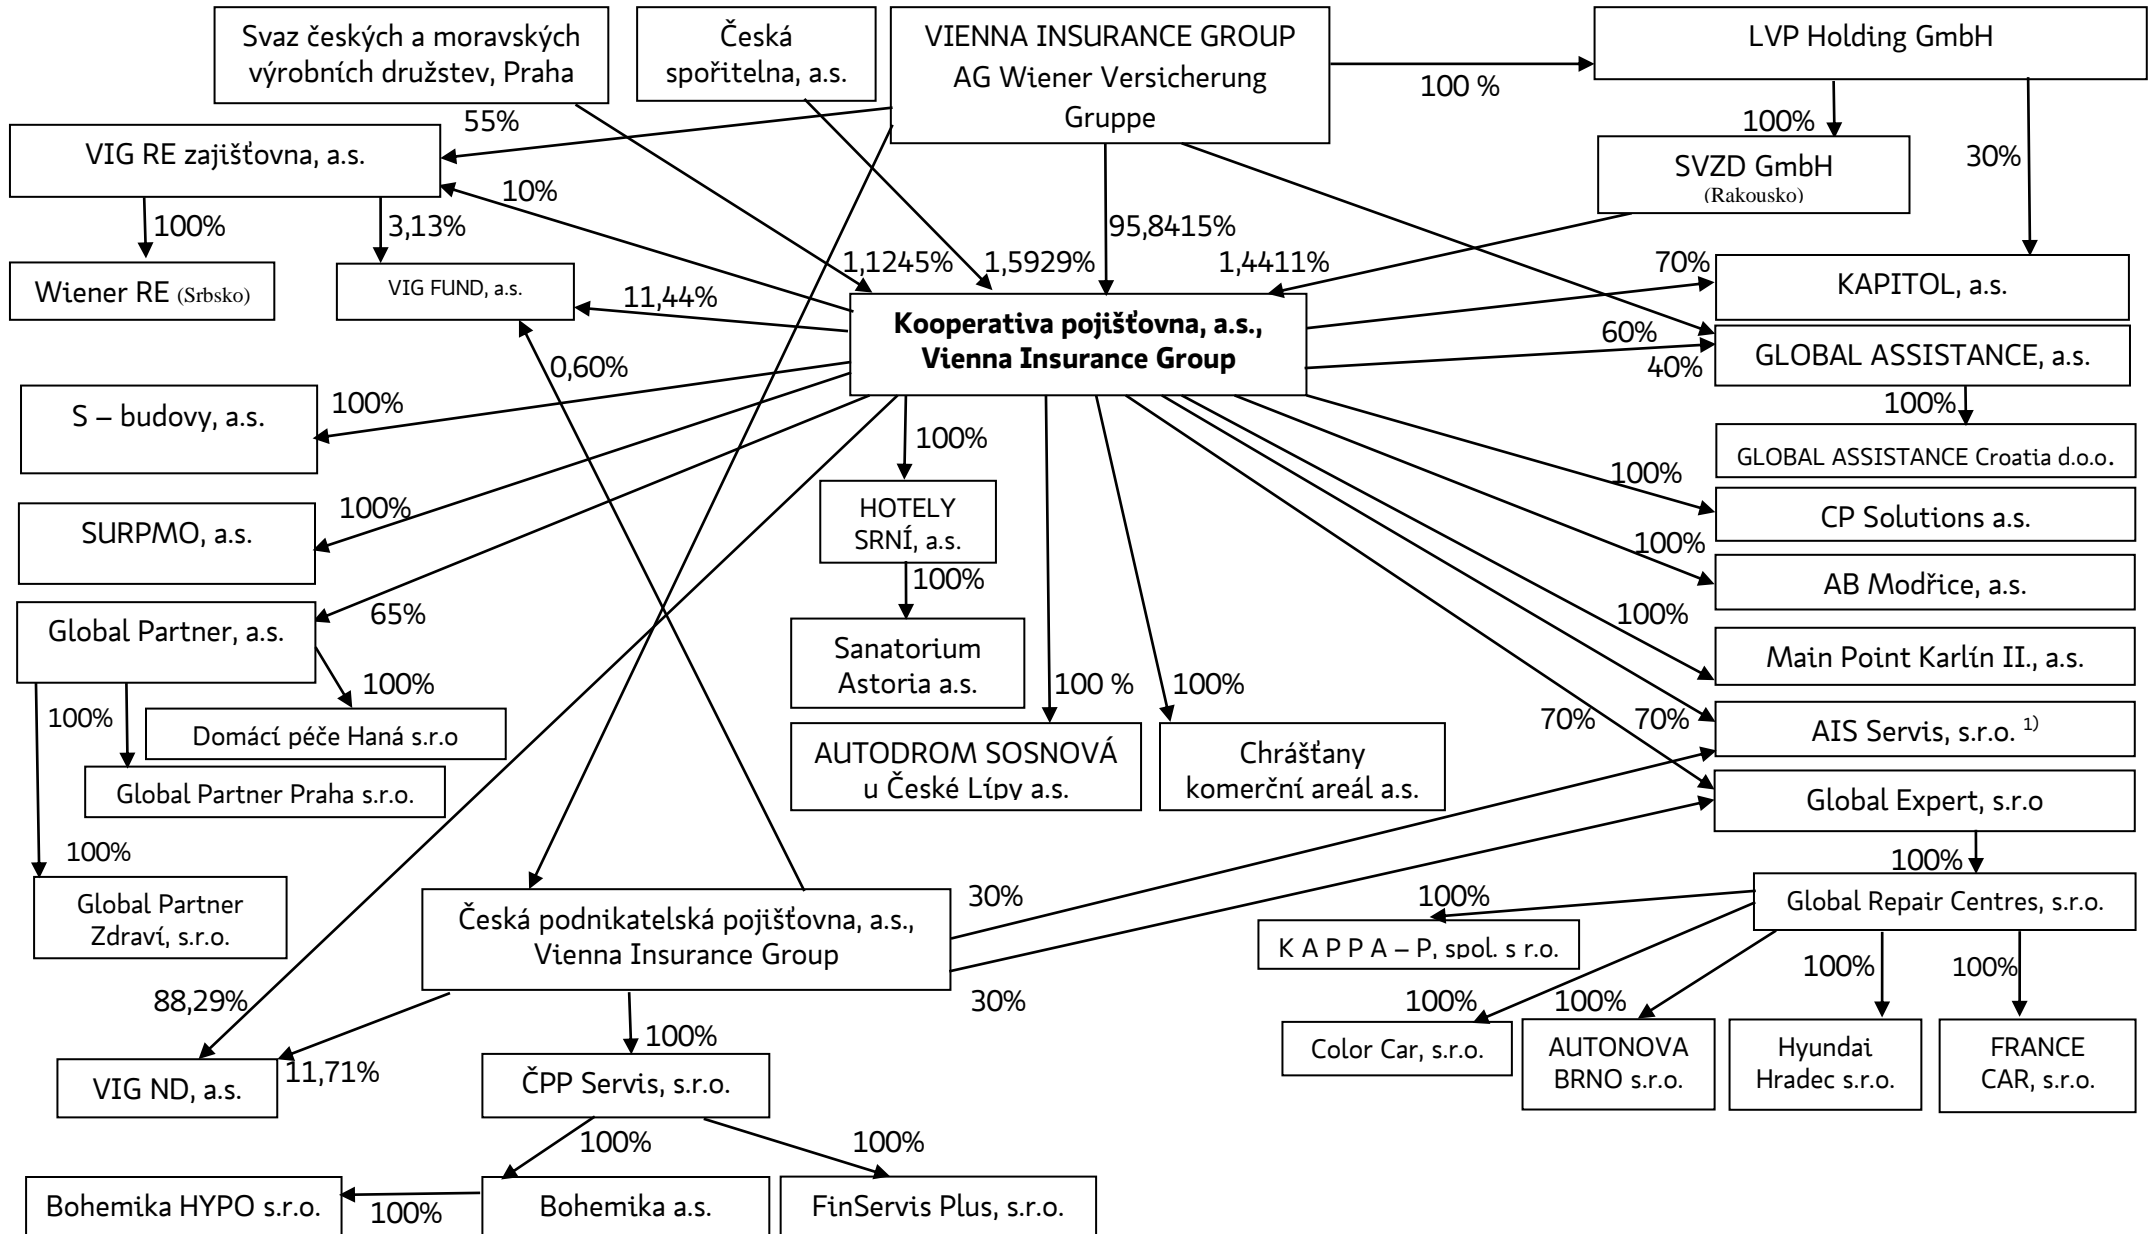 Svaz českých a moravských
výrobních družstev, Praha
Česká
spořitelna, a.s.
VIENNA INSURANCE GROUP
AG Wiener Versicherung
Gruppe
LVP Holding GmbH
100 %
55%
100%
30%
VIG RE zajišťovna, a.s.
SVZD GmbH
(Rakousko)
10%
100%
3,13%
95,8415%
1,1245%
1,5929%
1,4411%
70%
Wiener RE (Srbsko)
VIG FUND, a.s.
11,44%
KAPITOL, a.s.
Kooperativa pojišťovna, a.s.,
Vienna Insurance Group
60%
40%
GLOBAL ASSISTANCE, a.s.
0,60%
100%
S – budovy, a.s.
100%
100%
GLOBAL ASSISTANCE Croatia d.o.o.
100%
HOTELY
SRNÍ, a.s.
100%
CP Solutions a.s.
SURPMO, a.s.
100%
100%
AB Modřice, a.s.
100%
65%
Global Partner, a.s.
Sanatorium
Astoria a.s.
Main Point Karlín II., a.s.
100%
100%
100 %
100%
70%
70%
Domácí péče Haná s.r.o
AUTODROM SOSNOVÁ
u České Lípy a.s.
Chrášťany
komerční areál a.s.
AIS Servis, s.r.o. 1)
Global Partner Praha s.r.o.
Global Expert, s.r.o
100%
100%
Global Partner
Zdraví, s.r.o.
Česká podnikatelská pojišťovna, a.s.,
Vienna Insurance Group
30%
100%
Global Repair Centres, s.r.o.
K A P P A – P, spol. s r.o.
100%
100%
88,29%
30%
100%
100%
11,71%
100%
VIG ND, a.s.
ČPP Servis, s.r.o.
Color Car, s.r.o.
AUTONOVA
BRNO s.r.o.
Hyundai
Hradec s.r.o.
FRANCE
CAR, s.r.o.
100%
100%
Bohemika HYPO s.r.o.
100%
Bohemika a.s.
FinServis Plus, s.r.o.